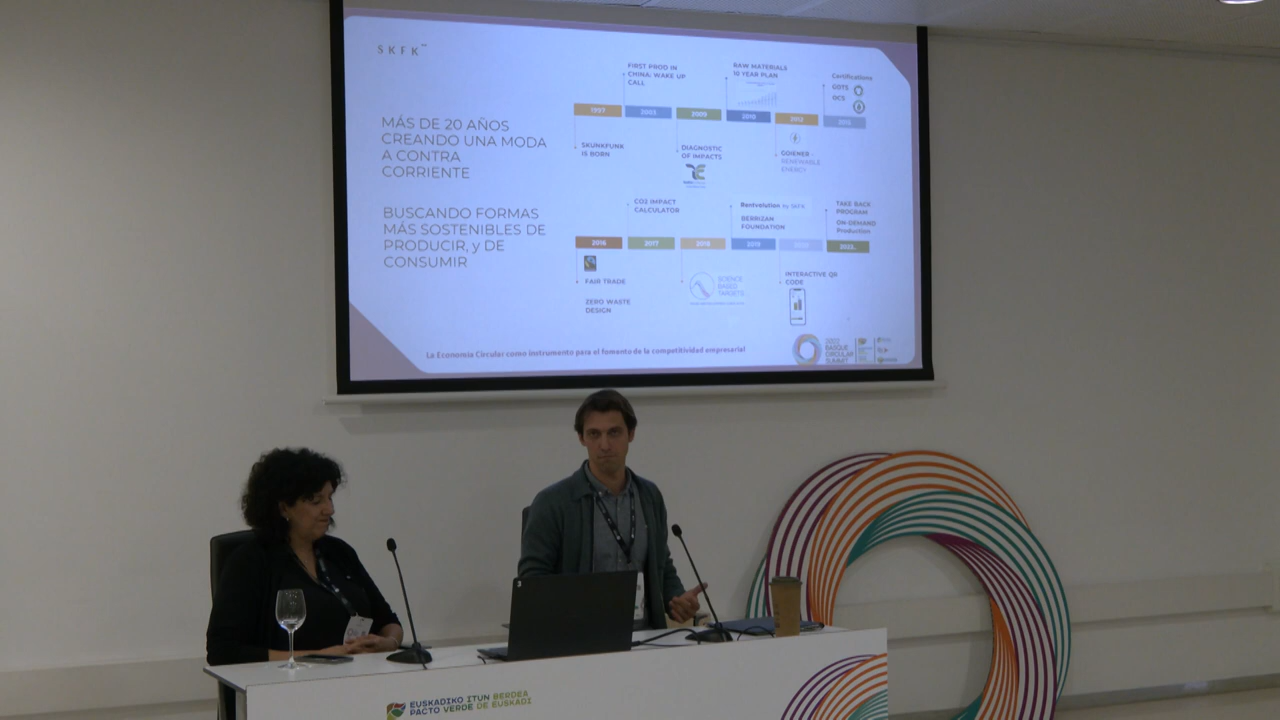 SKFK™
MÁS DE 20 AÑOS
CREANDO UNA MODA
A CONTRA
CORRIENTE
BUSCANDO FORMAS
MÁS SOSTENIBLES DE
PRODUCIR, y DE
CONSUMIR
FIRST PROD IN
CHINA: WAKE UP
CALL
RAW MATERIALS
10 YEAR PLAN
Certifications
GOTS
OCS
1997
2003
2009
2010
2012
SKUNKFUNK
IS BORN
DIAGNOSTIC
OF IMPACTS
GOIENER
RENEWABLE
ENERGY
CO2 IMPACT
CALCULATOR
Rentvolution by SKFK
BERRIZAN
FOUNDATION
TAKE BACK
PROGRAM
ON-DEMAND
Production
2016
2017
2018
2019
FAIR TRADE
ZERO WASTE
DESIGN
SCIENCE
BASED
TARGETS
INTERACTIVE QR
CODE
La Economía Circular como instrumento para el fomento de la competitividad empresarial
2022
BASQUE
CIRCULAR
SUMMIT
EUSKADIKO ITUN BERDEA
PACTO VERDE DE EUSKADI